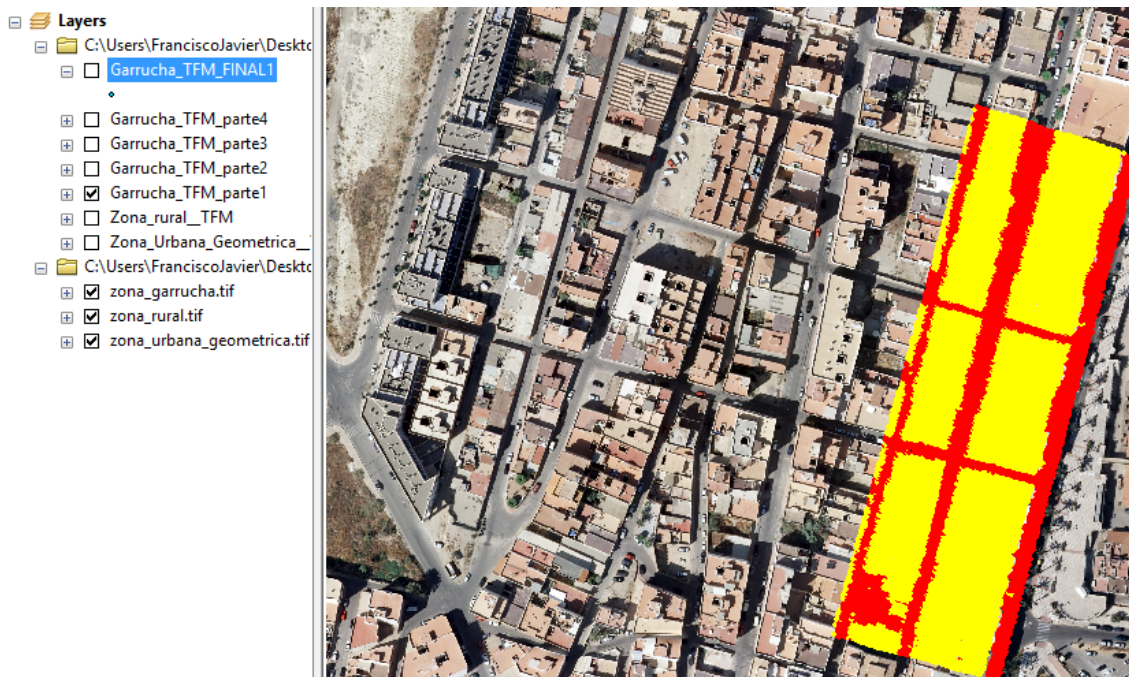 Layers
C:\Users\FranciscoJavier\Deskto
Garrucha_TFM_FINAL1
Garrucha_TFM_parte4
Garrucha_TFM_parte3
Garrucha_TFM_parte2
Garrucha_TFM_parte1
Zona_rural__TFM
Zona_Urbana_Geometrica__
C:\Users\FranciscoJavier\Deskto
zona_garrucha.tif
zona_rural.tif
zona_urbana_geometrica.tif